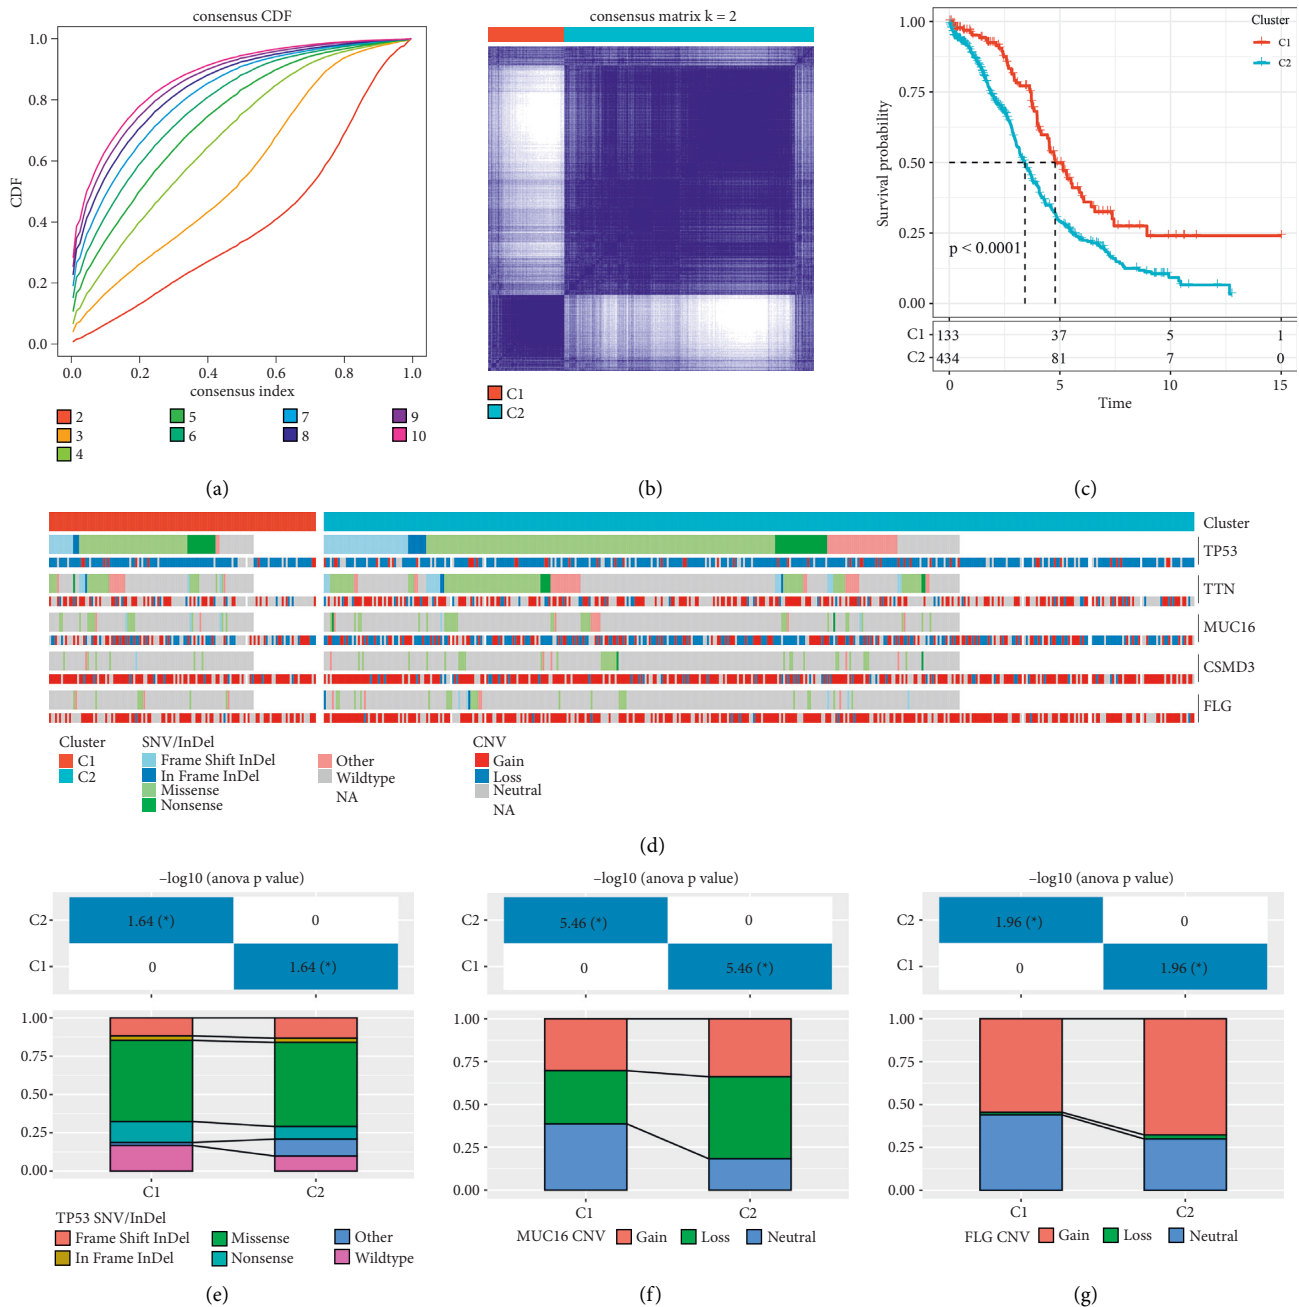 consensus CDF
1.0
0.8
0.6
0.4
0.2
0.0
CDF
0.0 0.2 0.4 0.6 0.8 1.0
consensus index
2 5 7 9
3 6 8 10
4
(a)
consensus matrix k = 2
C1
C2
(b)
1.00
0.75
0.50
0.25
0.00
Survival probability
Cluster
C1
C2
p < 0.0001
C1 133 37 5 1
C2 434 81 7 0
0 5 10 15
Time
(c)
Cluster
TP53
TTN
MUC16
CSMD3
FLG
Cluster
C1
C2
SNV/InDel
Frame Shift InDel
In Frame InDel
Missense
Nonsense
Other
Wildtype
NA
CNV
Gain
Loss
Neutral
NA
(d)
–log10 (anova p value)
C2 1.64 (*) 0
C1 0 1.64 (*)
1.00
0.75
0.50
0.25
0.00
C1 C2
TP53 SNV/InDel
Frame Shift InDel Missense Other
In Frame InDel Nonsense Wildtype
(e)
–log10 (anova p value)
C2 5.46 (*) 0
C1 0 5.46 (*)
1.00
0.75
0.50
0.25
0.00
C1 C2
MUC16 CNV Gain Loss Neutral
(f)
–log10 (anova p value)
C2 1.96 (*) 0
C1 0 1.96 (*)
1.00
0.75
0.50
0.25
0.00
C1 C2
FLG CNV Gain Loss Neutral
(g)